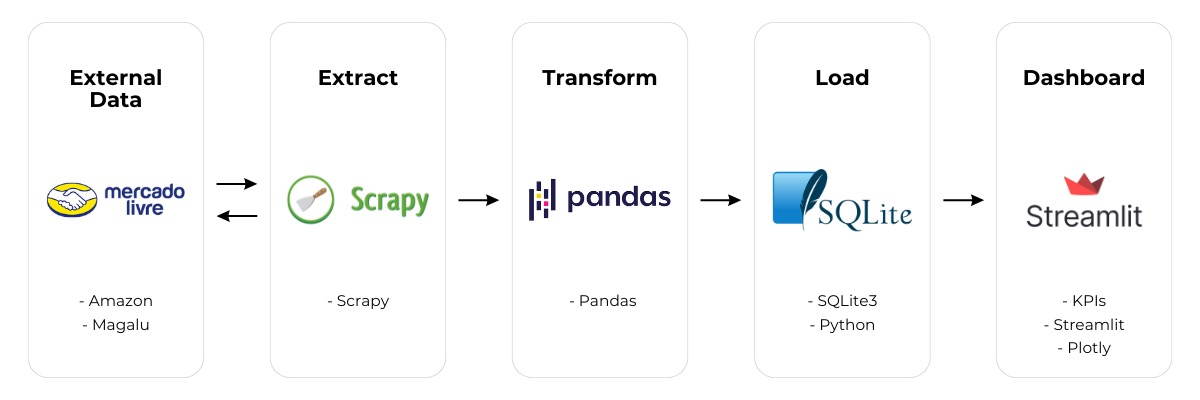 External
Data
mercado
livre
- Amazon
- Magalu
Extract
Scrapy
- Scrapy
Transform
pandas
- Pandas
Load
SQLite
- SQLite3
- Python
Dashboard
Streamlit
- KPIs
- Streamlit
- Plotly